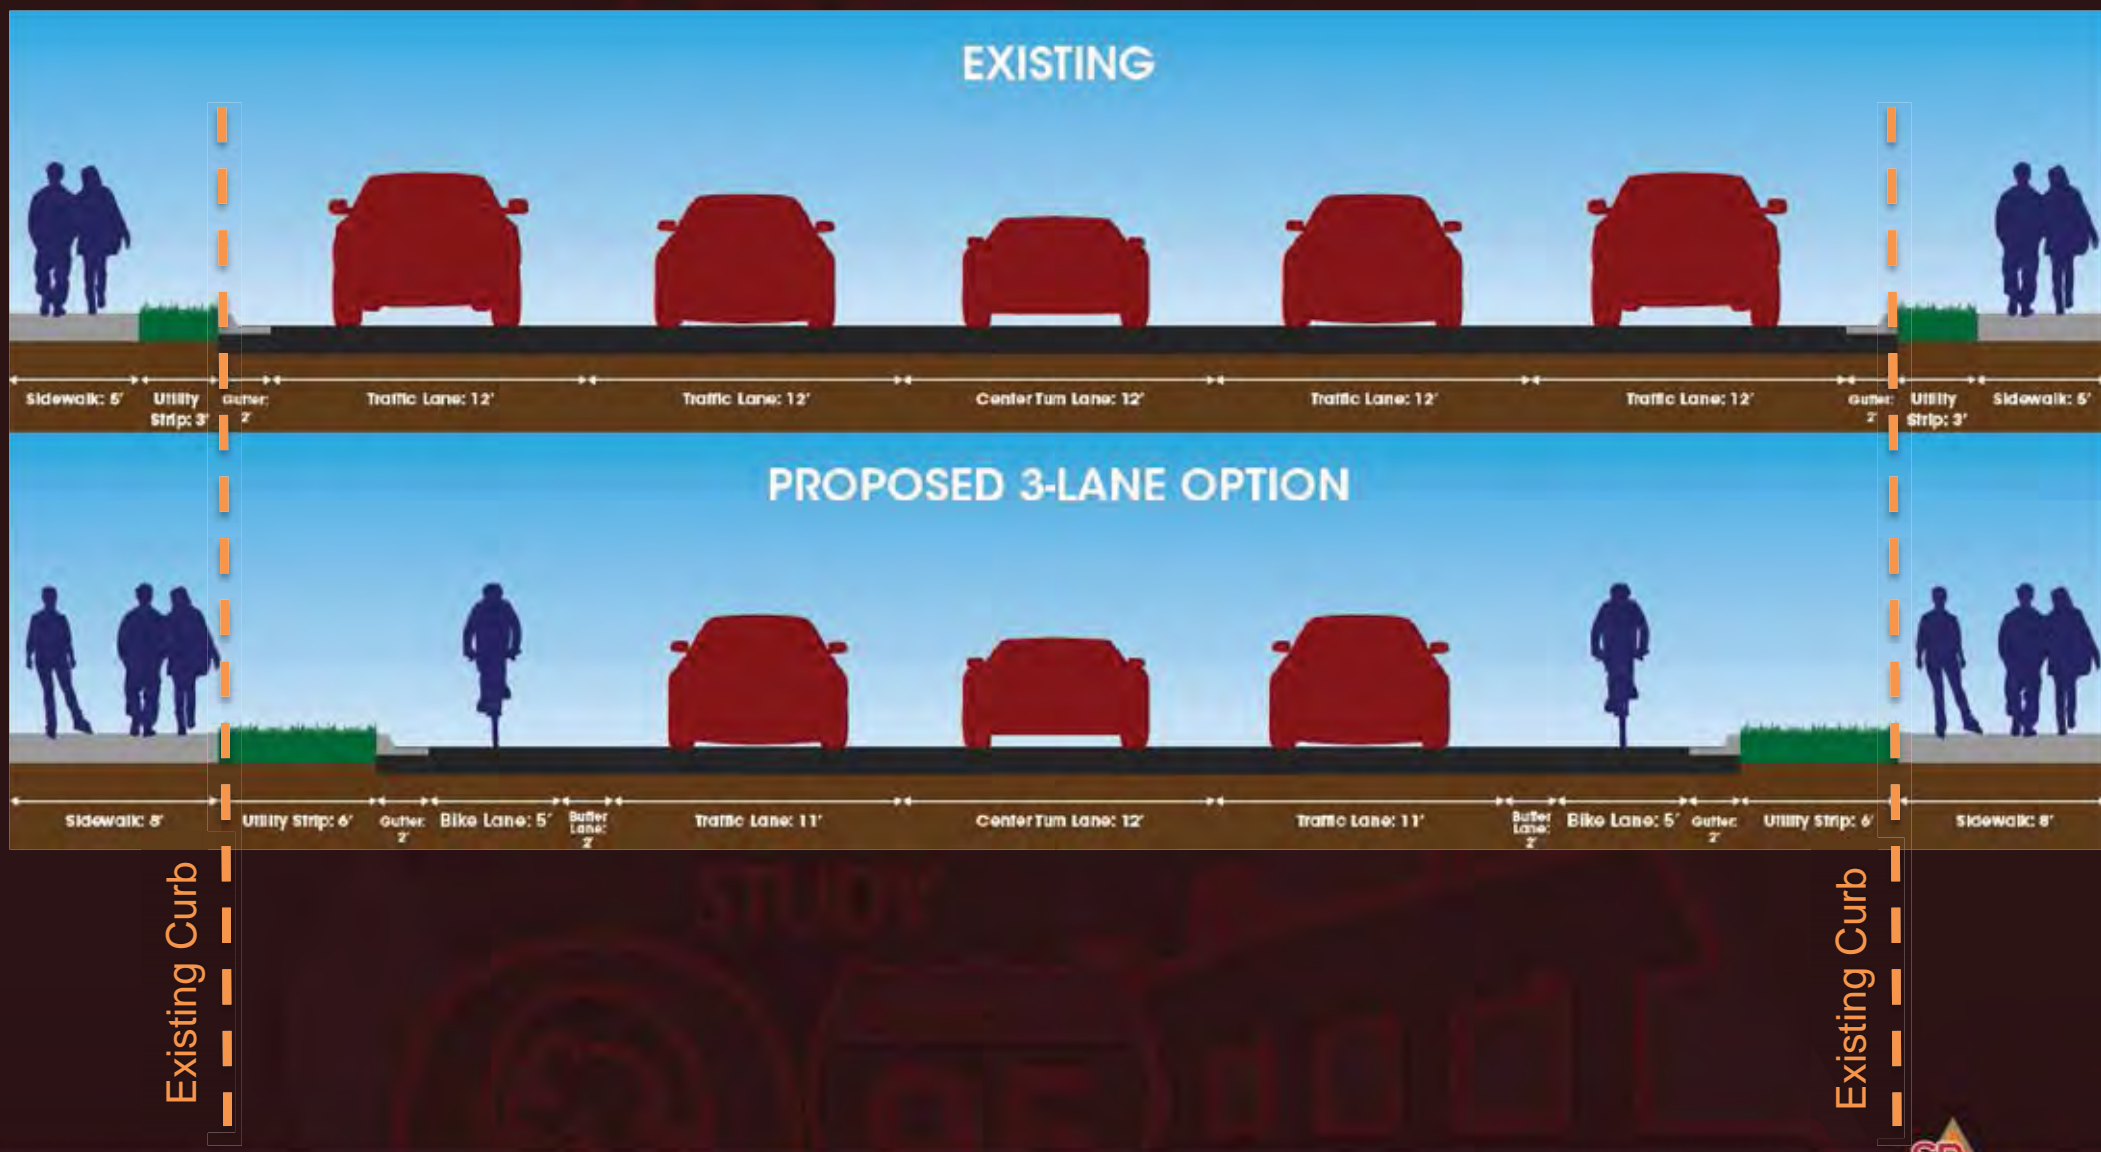 EXISTING
Sidewalk: 5'
Utility
Strip: 3'
Gutter:
2'
Traffic Lane: 12'
Traffic Lane: 12'
Center Turn Lane: 12'
Traffic Lane: 12'
Traffic Lane: 12'
Gutter:
2'
Utility
Strip: 3'
Sidewalk: 5'
PROPOSED 3-LANE OPTION
Sidewalk: 8'
Utility Strip: 6'
Gutter:
2'
Bike Lane: 5'
Buffer
Lane:
2'
Traffic Lane: 11'
Center Turn Lane: 12'
Traffic Lane: 11'
Buffer
Lane:
2'
Bike Lane: 5'
Gutter:
2'
Utility Strip: 6'
Sidewalk: 8'
Existing Curb
Existing Curb
STUDY